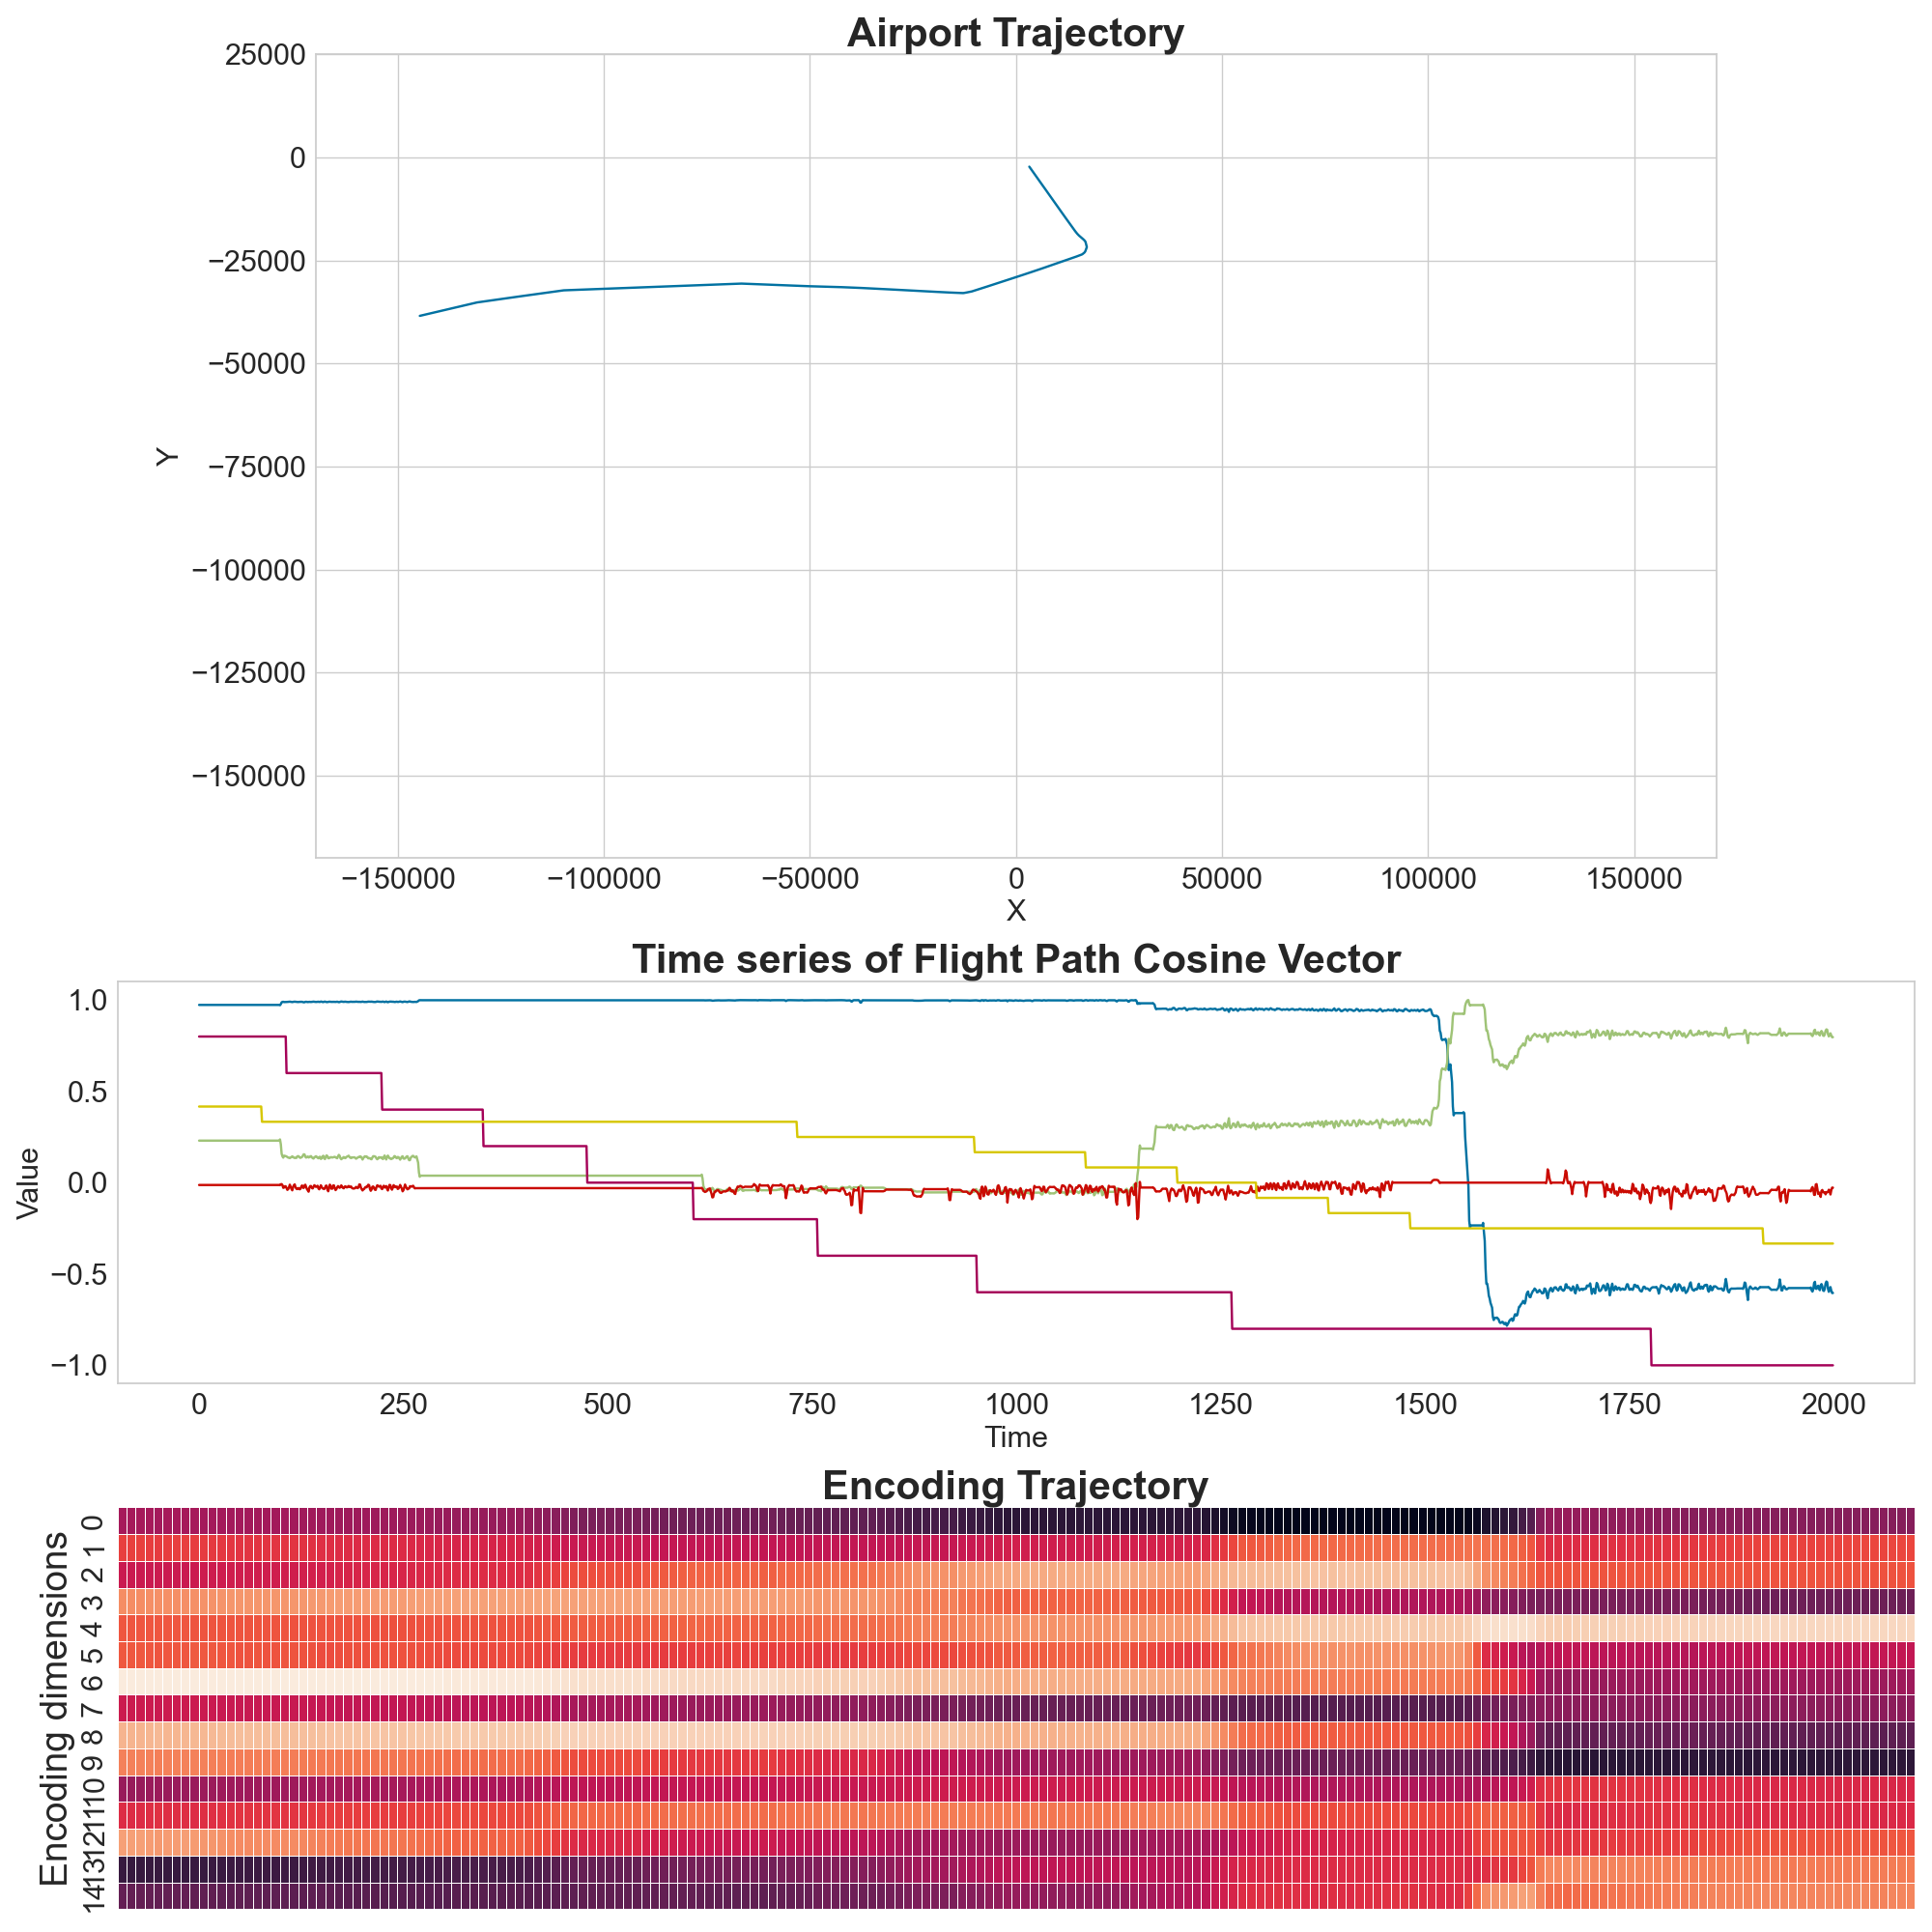 Airport Trajectory
25000
0
−25000
−50000
−75000
−100000
−125000
−150000
Y
−150000 −100000 −50000 0 50000 100000 150000
X
Time series of Flight Path Cosine Vector
1.0
0.5
0.0
−0.5
−1.0
Value
0 250 500 750 1000 1250 1500 1750 2000
Time
Encoding Trajectory
Encoding dimensions
0
1
2
3
4
5
6
7
8
9
10
11
12
13
14